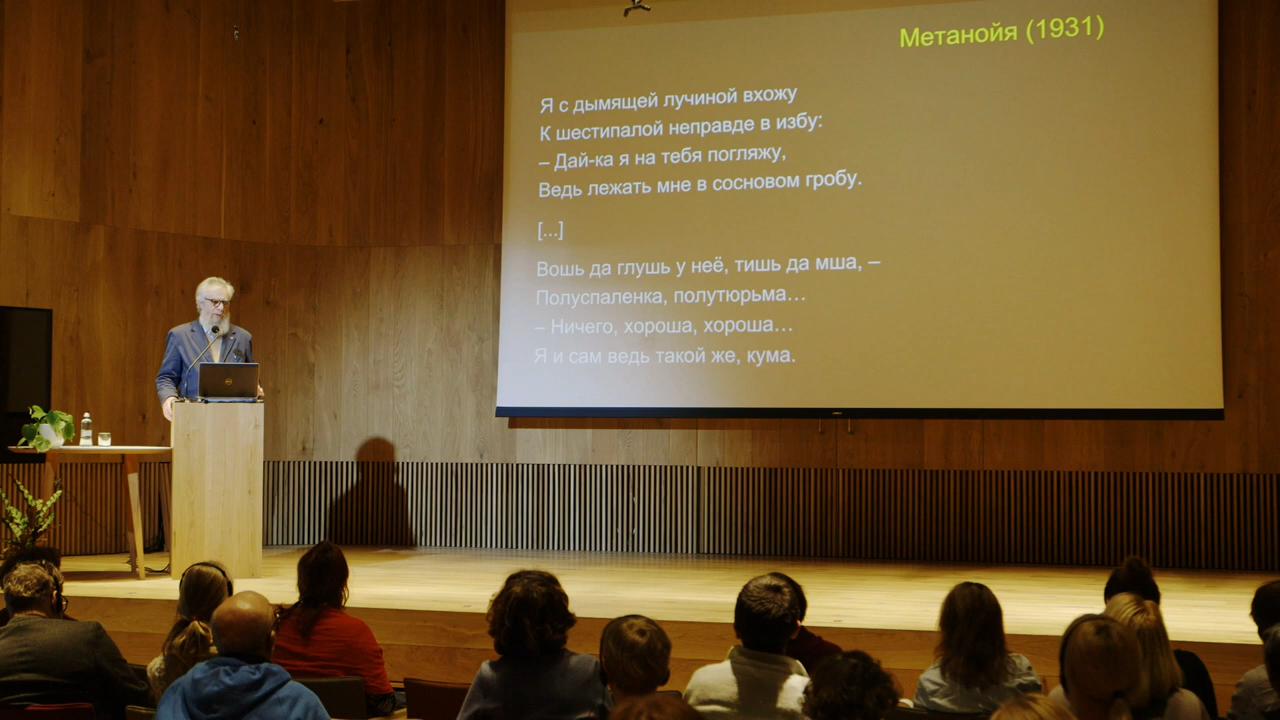 Метанойя (1931)
Я с дымящей лучиной вхожу
К шестипалой неправде в избу:
– Дай-ка я на тебя погляжу,
Ведь лежать мне в сосновом гробу.
[...]
Вошь да глушь у неё, тишь да мша, –
Полуспаленка, полутюрьма...
– Ничего, хороша, хороша...
Я и сам ведь такой же, кума.
DELL